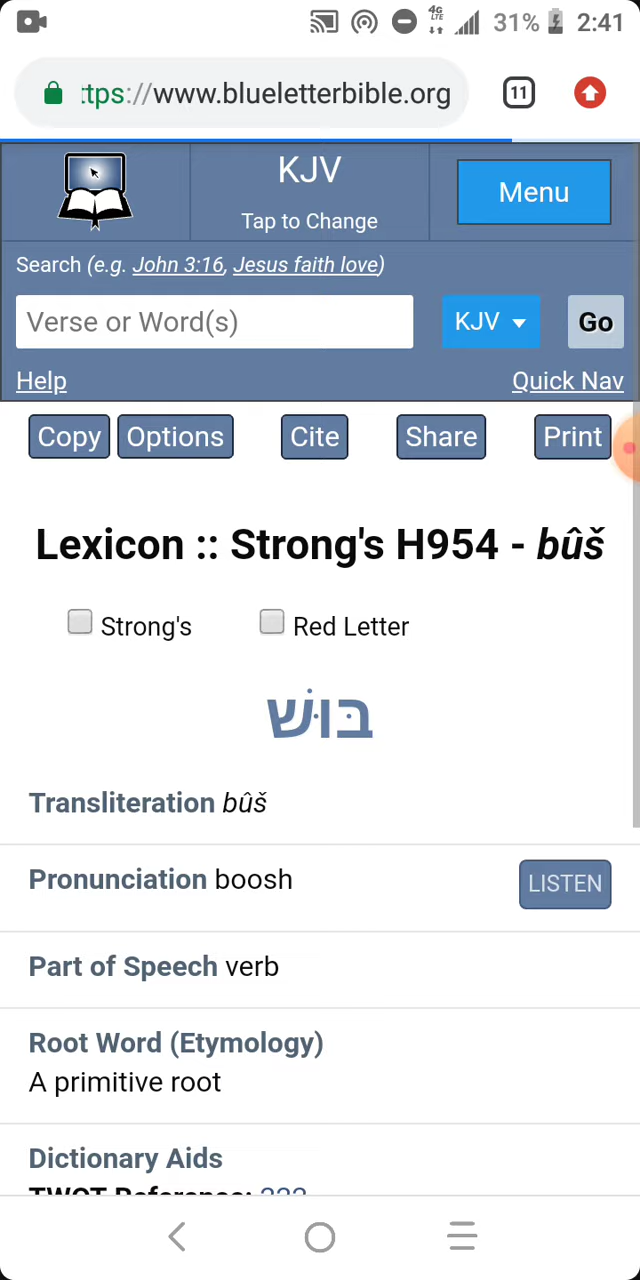 4G
LTE
31%
2:41
ttps://www.blueletterbible.org
11
KJV
Tap to Change
Menu
Search (e.g. John 3:16, Jesus faith love)
Verse or Word(s)
KJV
Go
Help
Quick Nav
Copy
Options
Cite
Share
Print
Lexicon :: Strong's H954 - bûš
Strong's
Red Letter
בּוּשׁ
Transliteration bûš
Pronunciation boosh
LISTEN
Part of Speech verb
Root Word (Etymology)
A primitive root
Dictionary Aids
TWOT Reference: 222